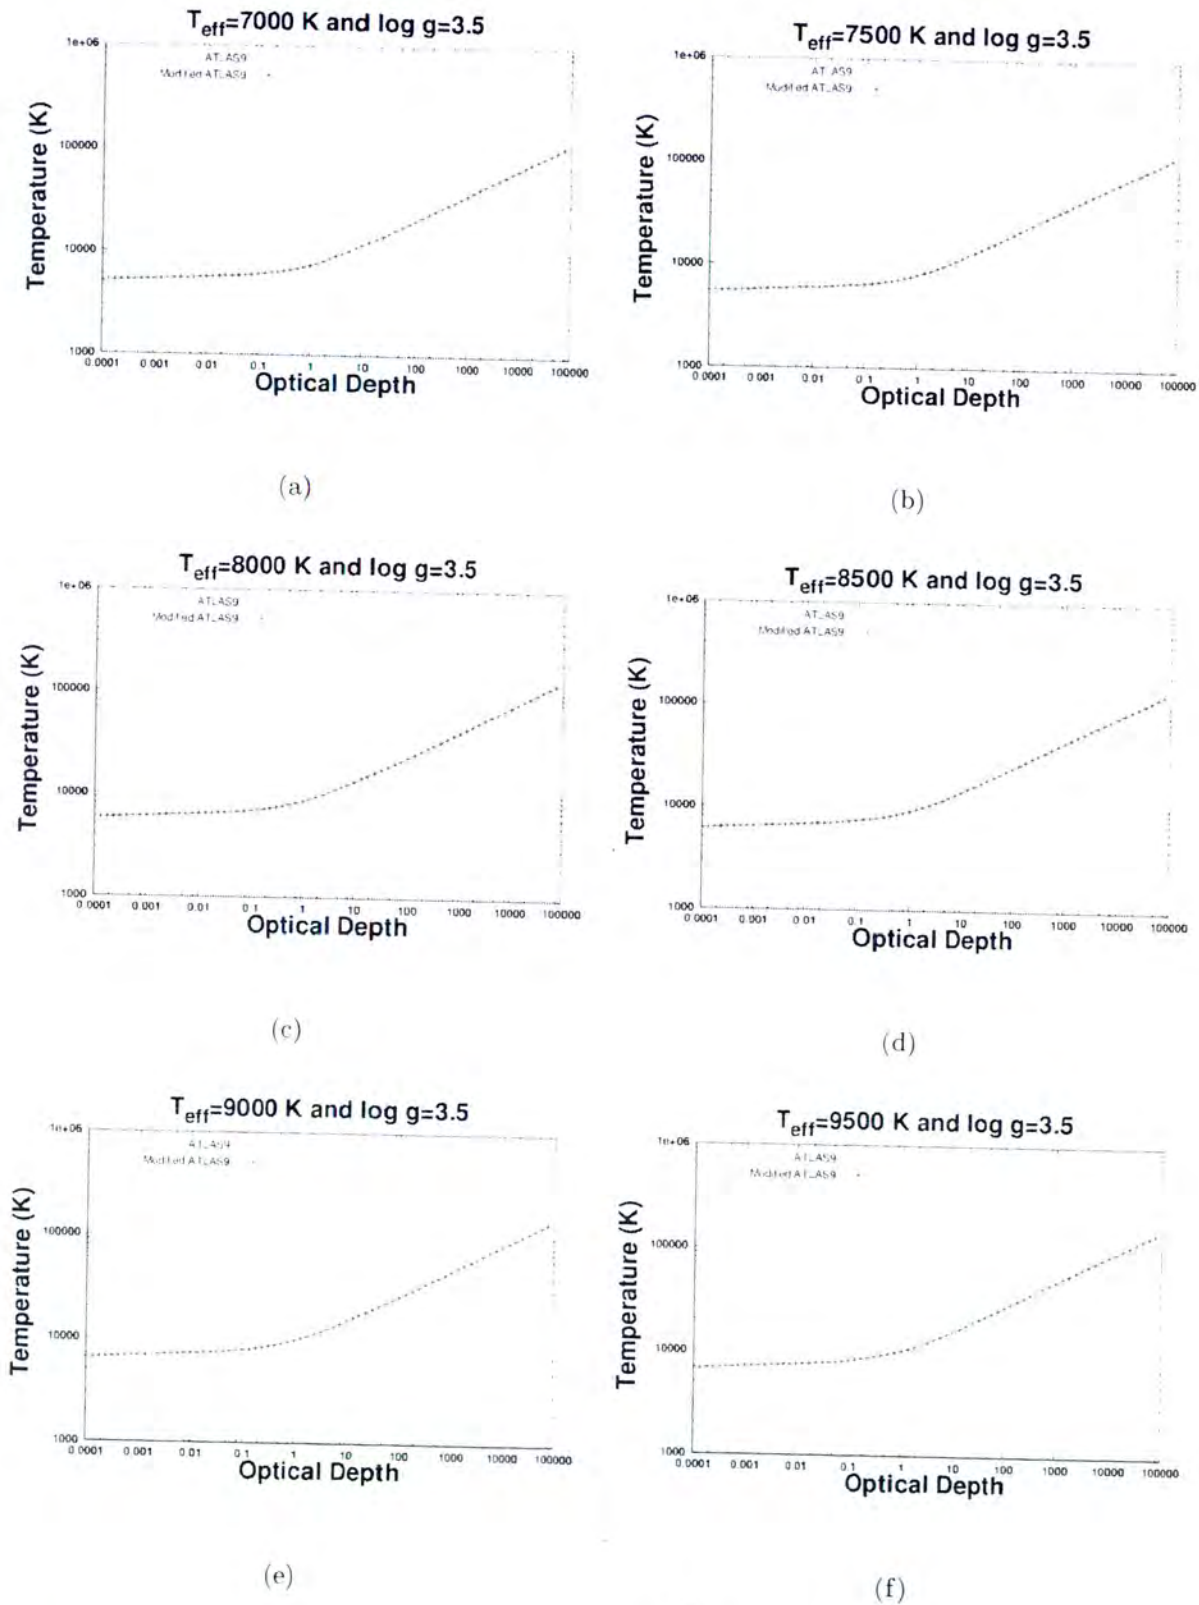 T_eff=7000 K and log g=3.5
1e+06
ATLAS9
Modified ATLAS9
100000
10000
1000
Temperature (K)
0.0001 0.001 0.01 0.1 1 10 100 1000 10000 100000
Optical Depth
(a)
T_eff=7500 K and log g=3.5
1e+06
ATLAS9
Modified ATLAS9
100000
10000
1000
Temperature (K)
0.0001 0.001 0.01 0.1 1 10 100 1000 10000 100000
Optical Depth
(b)
T_eff=8000 K and log g=3.5
1e+06
ATLAS9
Modified ATLAS9
100000
10000
1000
Temperature (K)
0.0001 0.001 0.01 0.1 1 10 100 1000 10000 100000
Optical Depth
(c)
T_eff=8500 K and log g=3.5
1e+06
ATLAS9
Modified ATLAS9
100000
10000
1000
Temperature (K)
0.0001 0.001 0.01 0.1 1 10 100 1000 10000 100000
Optical Depth
(d)
T_eff=9000 K and log g=3.5
1e+06
ATLAS9
Modified ATLAS9
100000
10000
1000
Temperature (K)
0.0001 0.001 0.01 0.1 1 10 100 1000 10000 100000
Optical Depth
(e)
T_eff=9500 K and log g=3.5
1e+06
ATLAS9
Modified ATLAS9
100000
10000
1000
Temperature (K)
0.0001 0.001 0.01 0.1 1 10 100 1000 10000 100000
Optical Depth
(f)